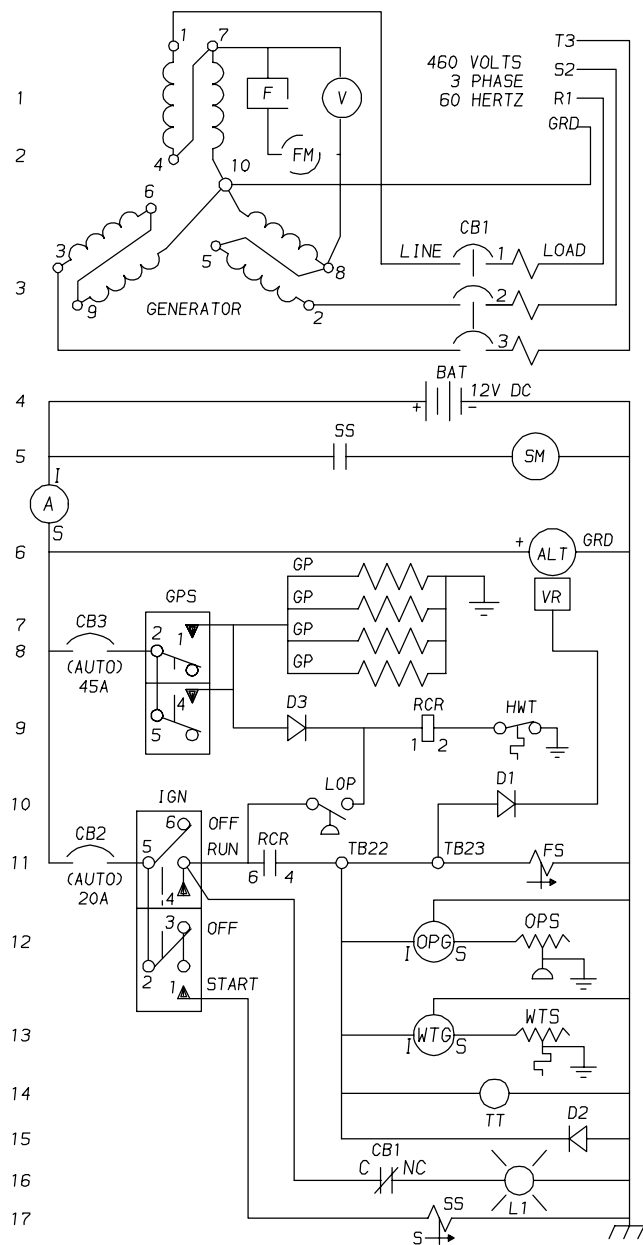 1 7 T3
460 VOLTS S2
1 F V 3 PHASE
60 HERTZ R1
GRD
2 4 10 FM
6
CB1
3 5 8 LINE 1 LOAD
3
9 GENERATOR 2 2
3
BAT
4 + - 12V DC
SS
5 SM
I
A
S
6 + ALT GRD
GP VR
GPS
7 1 GP
CB3
8 2 GP
(AUTO) GP
45A 4
D3 RCR HWT
9 5 1 2
IGN LOP D1
10 6 OFF
CB2 5 RUN RCR TB22 TB23 FS
11
(AUTO) 4 6 4
20A
3 OFF OPS
12 I OPG S
2 1 START
WTS
13 I WTG S
14
TT
D2
15
CB1
16 C NC
L1
SS
17
S